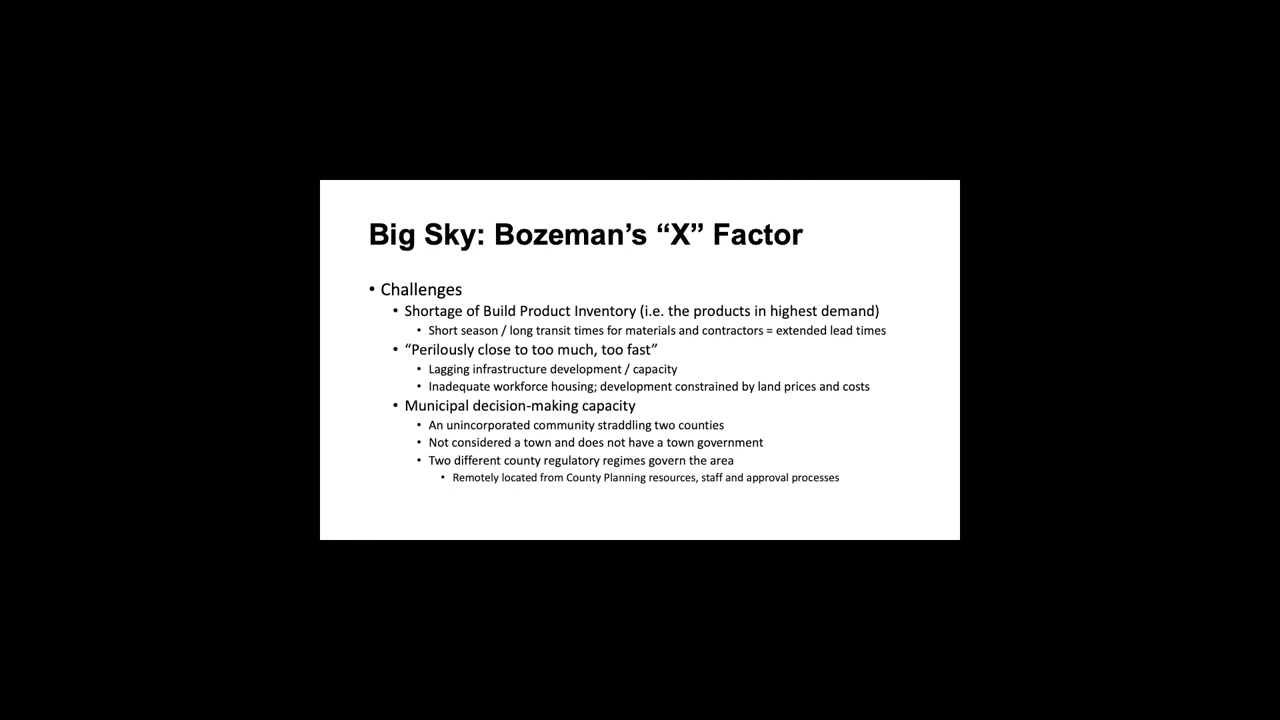 Big Sky: Bozeman’s “X” Factor
• Challenges
• Shortage of Build Product Inventory (i.e. the products in highest demand)
• Short season / long transit times for materials and contractors = extended lead times
• “Perilously close to too much, too fast”
• Lagging infrastructure development / capacity
• Inadequate workforce housing; development constrained by land prices and costs
• Municipal decision-making capacity
• An unincorporated community straddling two counties
• Not considered a town and does not have a town government
• Two different county regulatory regimes govern the area
• Remotely located from County Planning resources, staff and approval processes